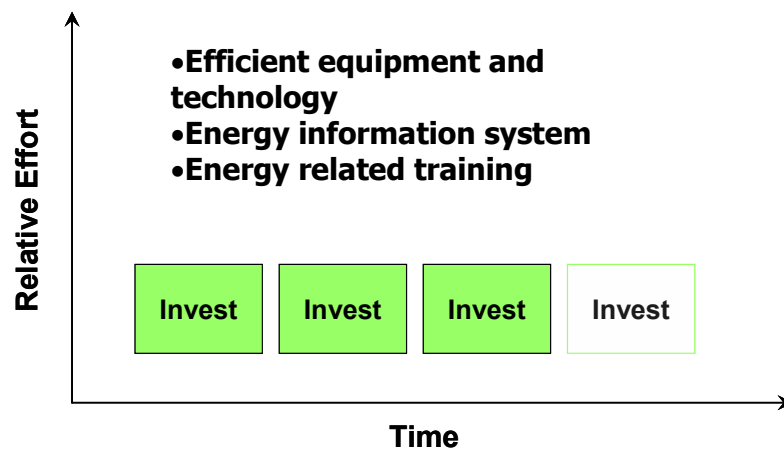 •Efficient equipment and
technology
•Energy information system
•Energy related training
Relative Effort
Invest
Invest
Invest
Invest
Time